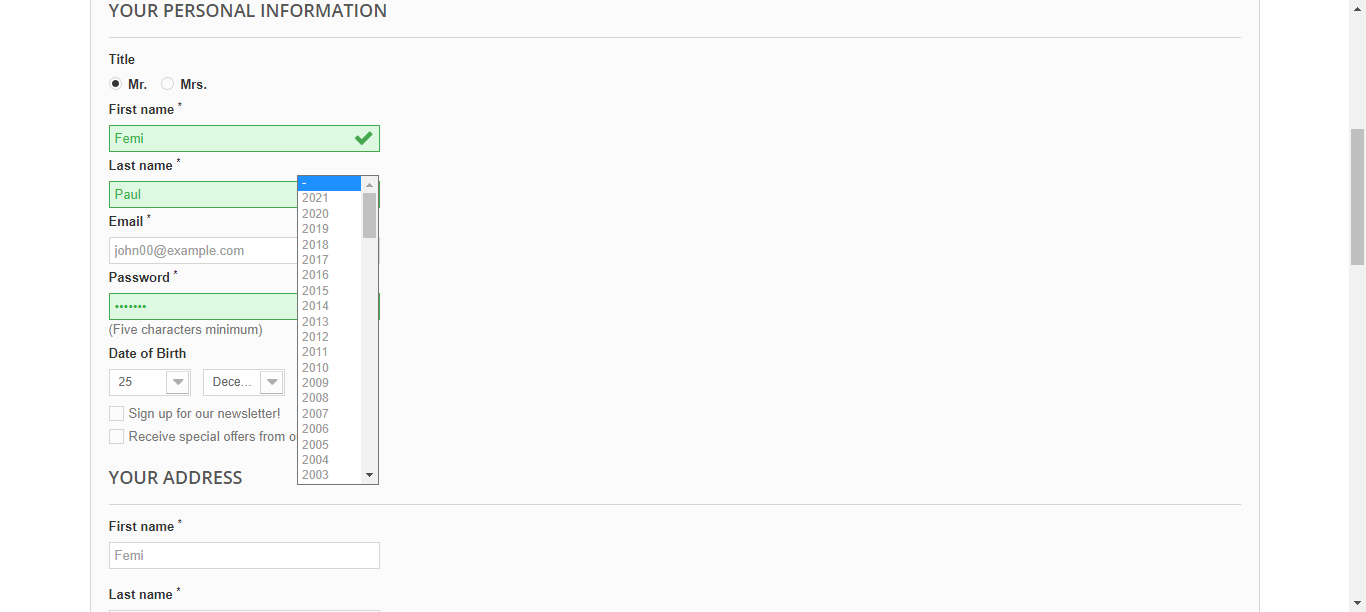 YOUR PERSONAL INFORMATION
Title
Mr. Mrs.
First name *
Femi
Last name *
Paul
Email *
john00@example.com
Password *
•••••••
(Five characters minimum)
Date of Birth
25 Dece...
Sign up for our newsletter!
Receive special offers from
-
2021
2020
2019
2018
2017
2016
2015
2014
2013
2012
2011
2010
2009
2008
2007
2006
2005
2004
2003
YOUR ADDRESS
First name *
Femi
Last name *